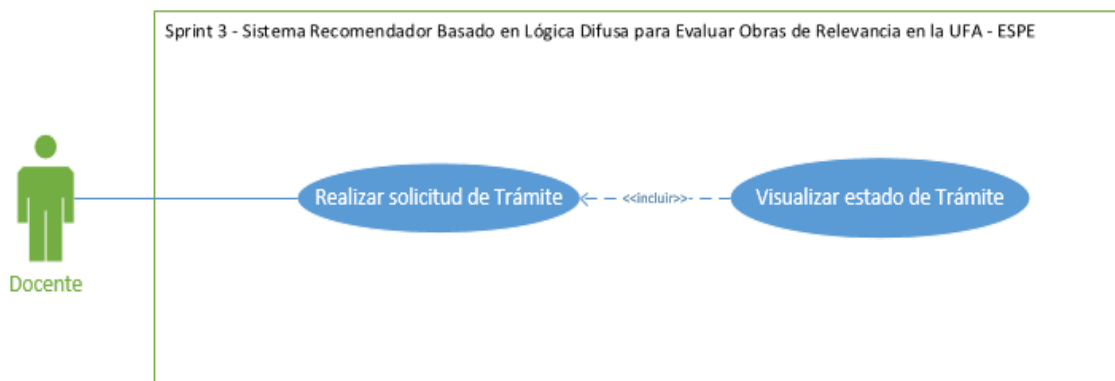 Sprint 3 - Sistema Recomendador Basado en Lógica Difusa para Evaluar Obras de Relevancia en la UFA - ESPE
Realizar solicitud de Trámite
<<incluir>>
Visualizar estado de Trámite
Docente